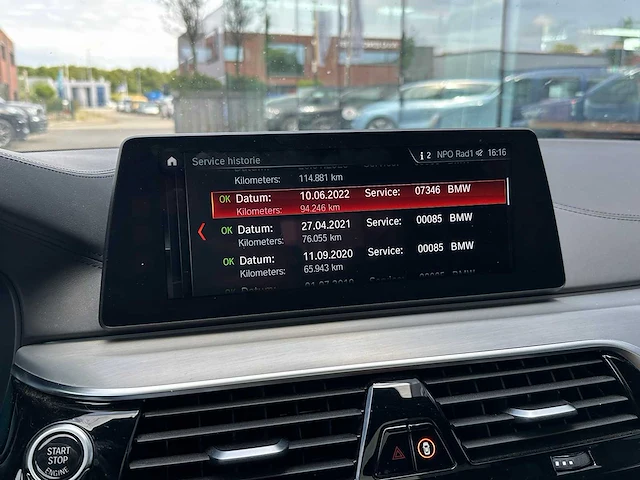 Service historie
i 2 NPO Rad1 16:16
Kilometers: 114.881 km
OK Datum: 10.06.2022 Service: 07346 BMW
Kilometers: 94.246 km
OK Datum: 27.04.2021 Service: 00085 BMW
Kilometers: 76.055 km
OK Datum: 11.09.2020 Service: 00085 BMW
Kilometers: 65.943 km
START
STOP
ENGINE